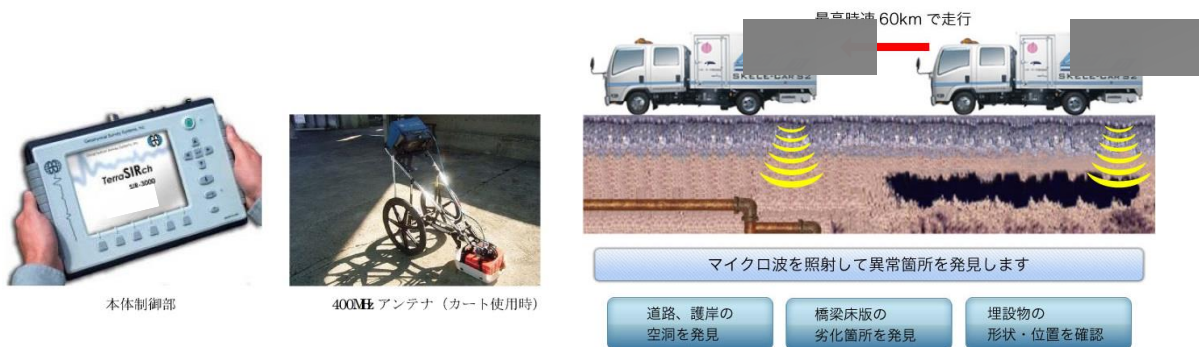 Geophysical Survey Systems, Inc.
TerraSIRch
SIR-3000
本体制御部
400MHz アンテナ（カート使用時）
最高時速 60km で走行
SKELE-CAR S2
SKELE-CAR S2
マイクロ波を照射して異常箇所を発見します
道路、護岸の
空洞を発見
橋梁床版の
劣化箇所を発見
埋設物の
形状・位置を確認